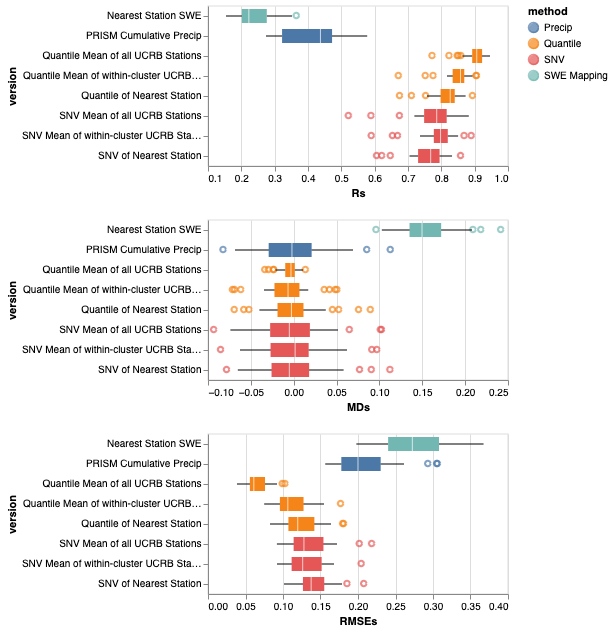 method
Precip
Quantile
SNV
SWE Mapping
version
Nearest Station SWE
PRISM Cumulative Precip
Quantile Mean of all UCRB Stations
Quantile Mean of within-cluster UCRB…
Quantile of Nearest Station
SNV Mean of all UCRB Stations
SNV Mean of within-cluster UCRB Sta…
SNV of Nearest Station
0.1 0.2 0.3 0.4 0.5 0.6 0.7 0.8 0.9 1.0
Rs
version
Nearest Station SWE
PRISM Cumulative Precip
Quantile Mean of all UCRB Stations
Quantile Mean of within-cluster UCRB…
Quantile of Nearest Station
SNV Mean of all UCRB Stations
SNV Mean of within-cluster UCRB Sta…
SNV of Nearest Station
−0.10 −0.05 0.00 0.05 0.10 0.15 0.20 0.25
MDs
version
Nearest Station SWE
PRISM Cumulative Precip
Quantile Mean of all UCRB Stations
Quantile Mean of within-cluster UCRB…
Quantile of Nearest Station
SNV Mean of all UCRB Stations
SNV Mean of within-cluster UCRB Sta…
SNV of Nearest Station
0.00 0.05 0.10 0.15 0.20 0.25 0.30 0.35 0.40
RMSEs